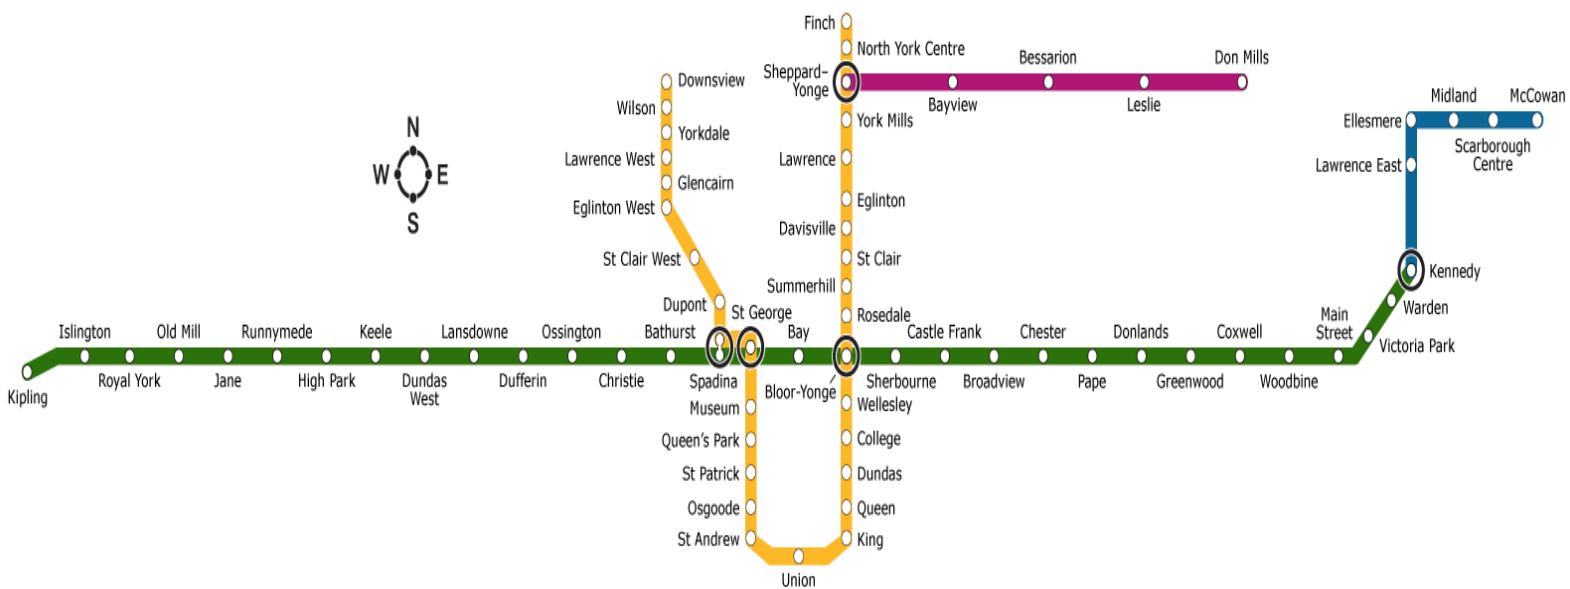 Finch
North York Centre
Sheppard–
Yonge
Bessarion
Don Mills
Bayview
Leslie
Downsview
Wilson
Yorkdale
Lawrence West
Glencairn
Eglinton West
St Clair West
Dupont
York Mills
Lawrence
Eglinton
Davisville
St Clair
Summerhill
Rosedale
Midland
McCowan
Ellesmere
Scarborough
Centre
Lawrence East
Kennedy
Warden
Victoria Park
N
W
E
S
Islington
Old Mill
Runnymede
Keele
Lansdowne
Ossington
Bathurst
St George
Bay
Castle Frank
Chester
Donlands
Coxwell
Main
Street
Kipling
Royal York
Jane
High Park
Dundas
West
Dufferin
Christie
Spadina
Bloor-Yonge
Sherbourne
Broadview
Pape
Greenwood
Woodbine
Museum
Queen’s Park
St Patrick
Osgoode
St Andrew
Union
Wellesley
College
Dundas
Queen
King